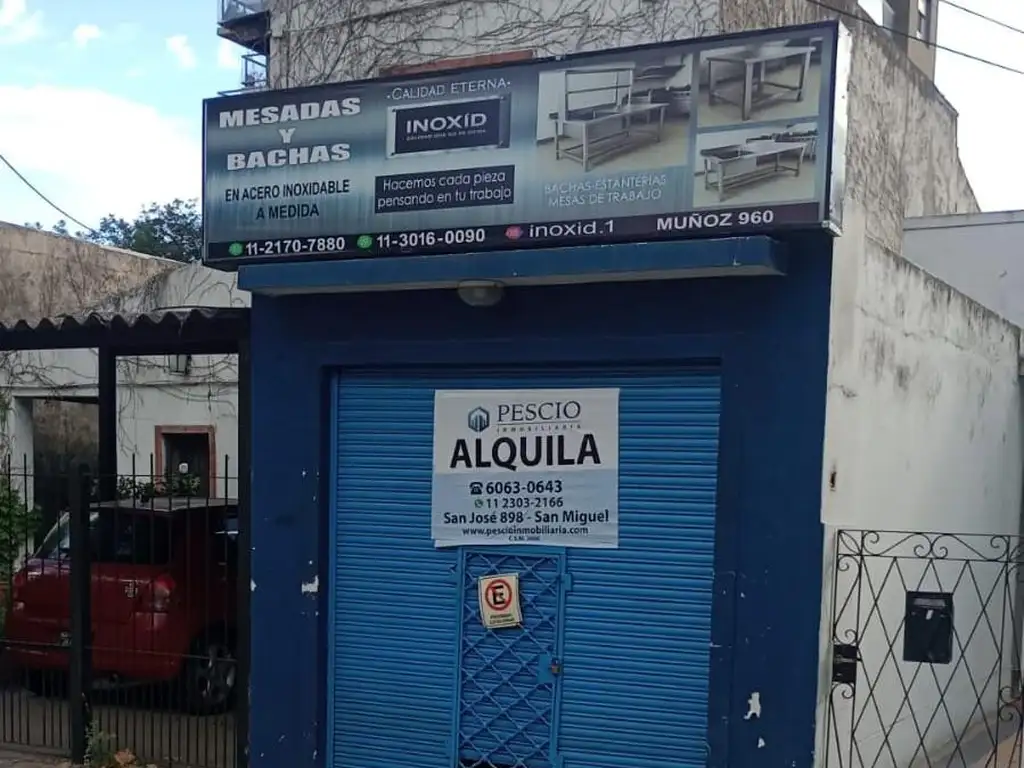 MESADAS
Y
BACHAS
EN ACERO INOXIDABLE
A MEDIDA
·CALIDAD ETERNA·
INOXID
Hacemos cada pieza
pensando en tu trabajo
BACHAS-ESTANTERIAS
MESAS DE TRABAJO
11-2170-7880 11-3016-0090 inoxid.1 MUÑOZ 960
PESCIO
INMOBILIARIA
ALQUILA
6063-0643
11 2303-2166
San José 898 - San Miguel
www.pescioinmobiliaria.com
E